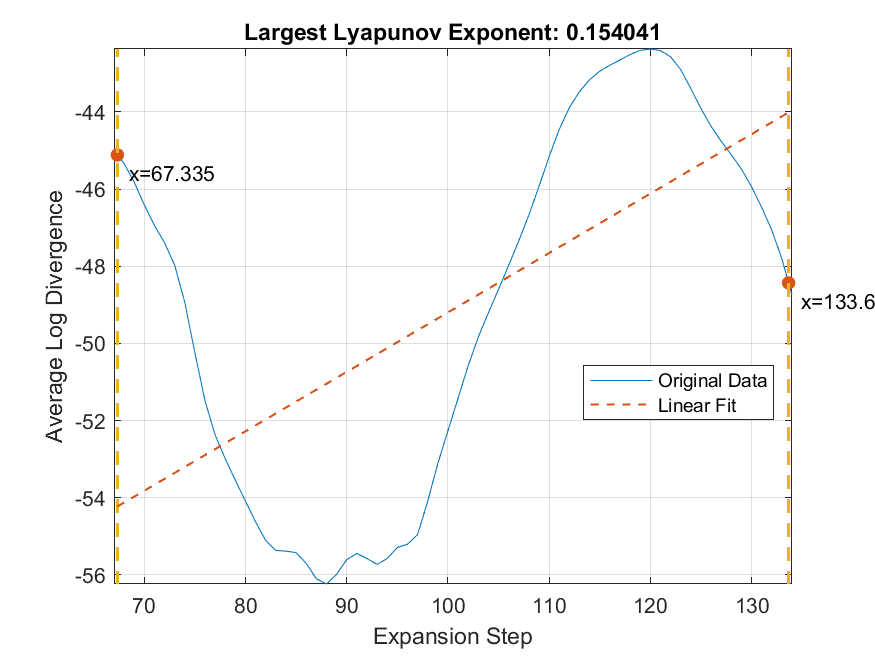 Largest Lyapunov Exponent: 0.154041
Average Log Divergence
-44
-46
-48
-50
-52
-54
-56
x=67.335
x=133.6
Original Data
Linear Fit
70 80 90 100 110 120 130
Expansion Step